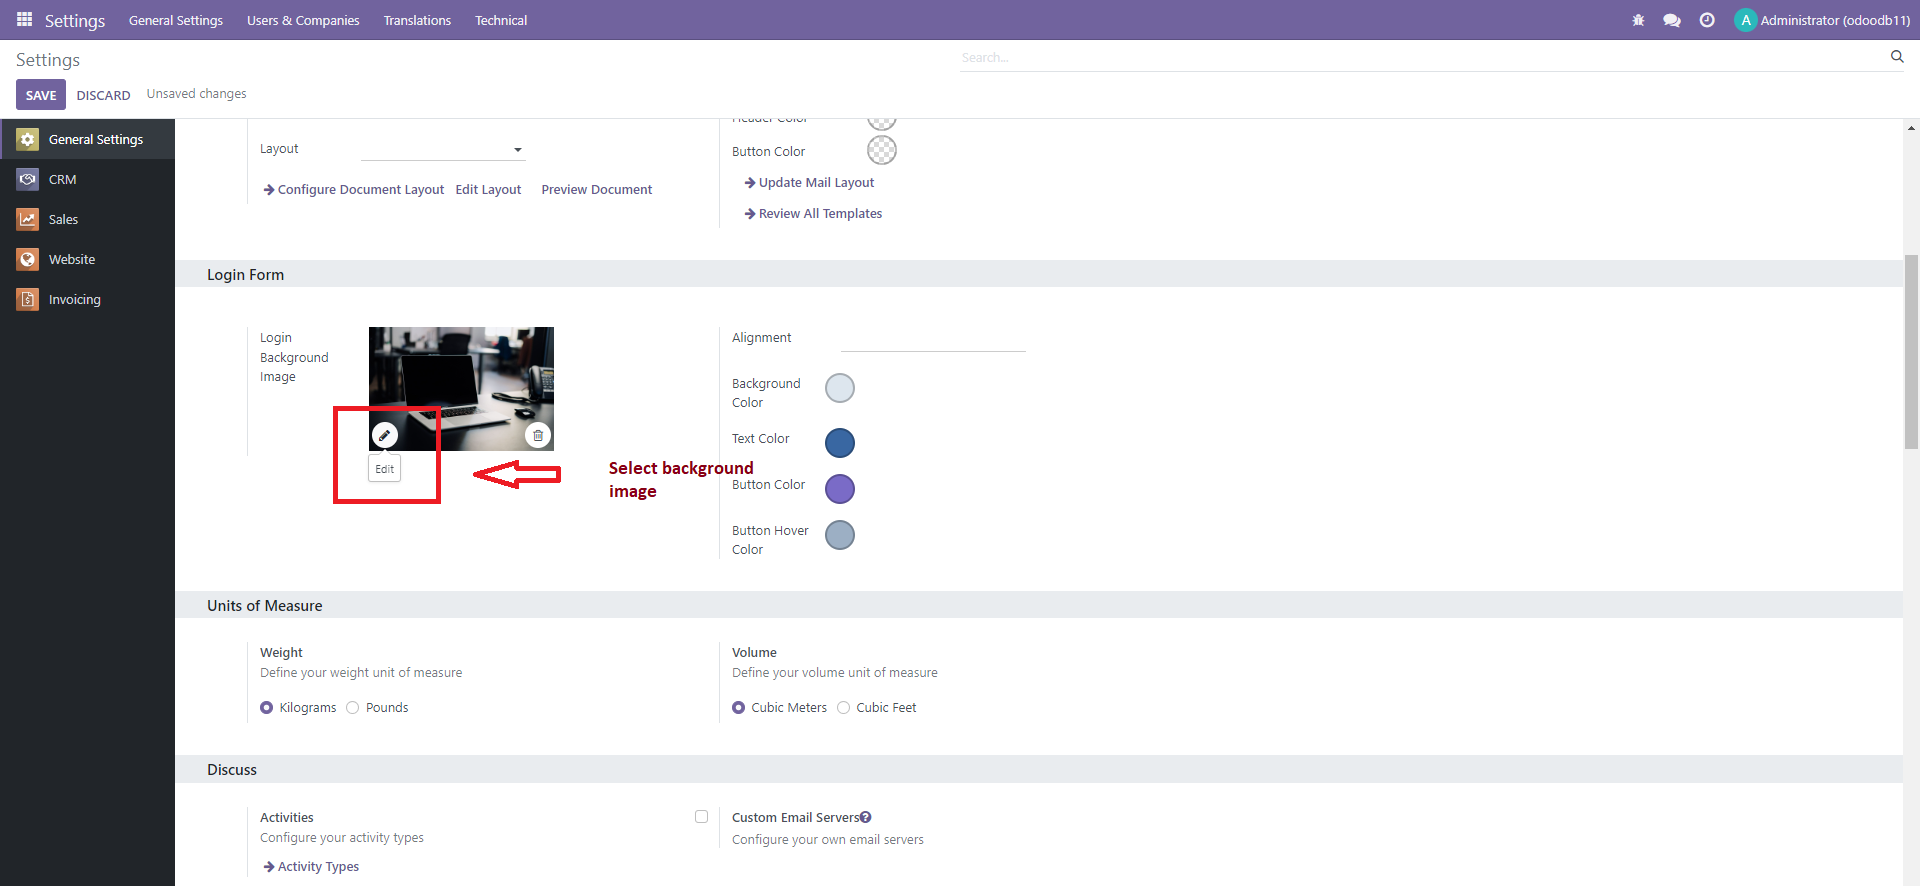 Settings General Settings Users & Companies Translations Technical A Administrator (odoodb11)
Settings
Search...
SAVE DISCARD Unsaved changes
General Settings
CRM
Sales
Website
Invoicing
Layout
Configure Document Layout Edit Layout Preview Document
Header Color
Button Color
Update Mail Layout
Review All Templates
Login Form
Login
Background
Image
Edit
Select background
image
Alignment
Background
Color
Text Color
Button Color
Button Hover
Color
Units of Measure
Weight
Define your weight unit of measure
Kilograms Pounds
Volume
Define your volume unit of measure
Cubic Meters Cubic Feet
Discuss
Activities
Configure your activity types
Activity Types
Custom Email Servers
Configure your own email servers